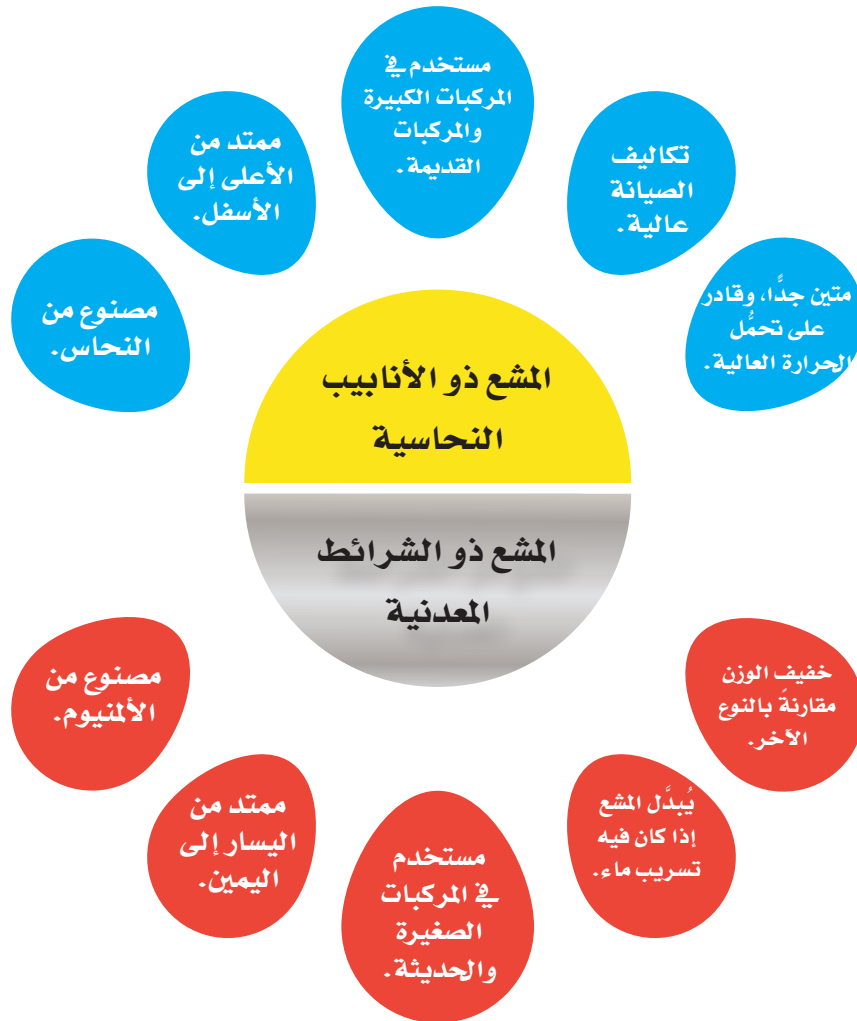 متين جدًّا، وقادر
على تحمُّل
الحرارة العالية.
تكاليف
الصيانة
عالية.
مستخدم في
المركبات الكبيرة
والمركبات
القديمة.
ممتد من
الأعلى إلى
الأسفل.
مصنوع من
النحاس.
المشع ذو الأنابيب
النحاسية
المشع ذو الشرائط
المعدنية
خفيف الوزن
مقارنةً بالنوع
الآخر.
يُبدَّل المشع
إذا كان فيه
تسريب ماء.
مستخدم
في المركبات
الصغيرة
والحديثة.
ممتد من
اليسار إلى
اليمين.
مصنوع من
الألمنيوم.